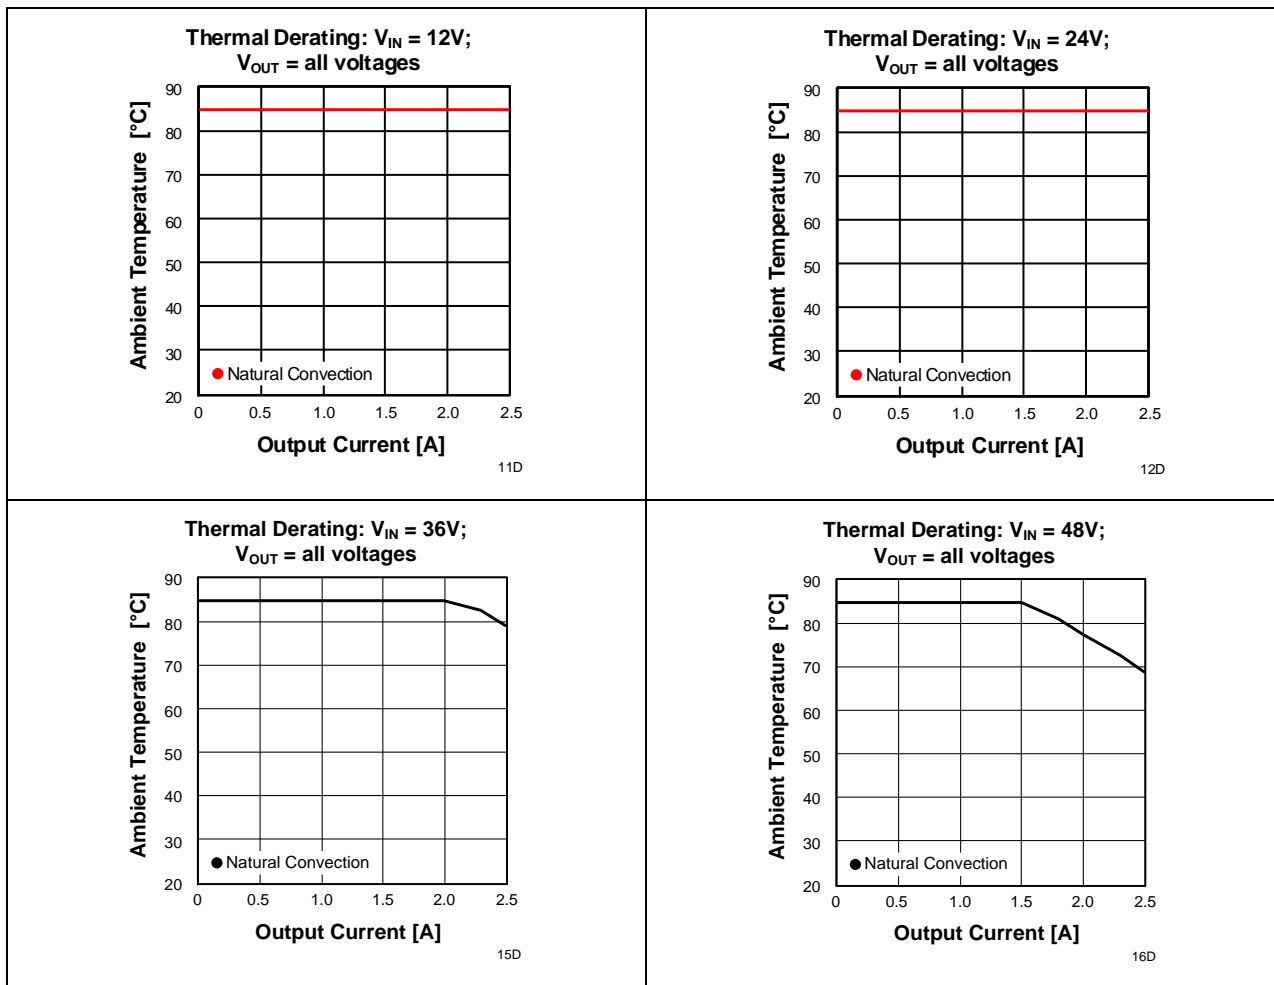 Thermal Derating: VIN = 12V;
VOUT = all voltages
Ambient Temperature [°C]
90
80
70
60
50
40
30
20
Natural Convection
0 0.5 1.0 1.5 2.0 2.5
Output Current [A]
11D
Thermal Derating: VIN = 24V;
VOUT = all voltages
Ambient Temperature [°C]
90
80
70
60
50
40
30
20
Natural Convection
0 0.5 1.0 1.5 2.0 2.5
Output Current [A]
12D
Thermal Derating: VIN = 36V;
VOUT = all voltages
Ambient Temperature [°C]
90
80
70
60
50
40
30
20
Natural Convection
0 0.5 1.0 1.5 2.0 2.5
Output Current [A]
15D
Thermal Derating: VIN = 48V;
VOUT = all voltages
Ambient Temperature [°C]
90
80
70
60
50
40
30
20
Natural Convection
0 0.5 1.0 1.5 2.0 2.5
Output Current [A]
16D